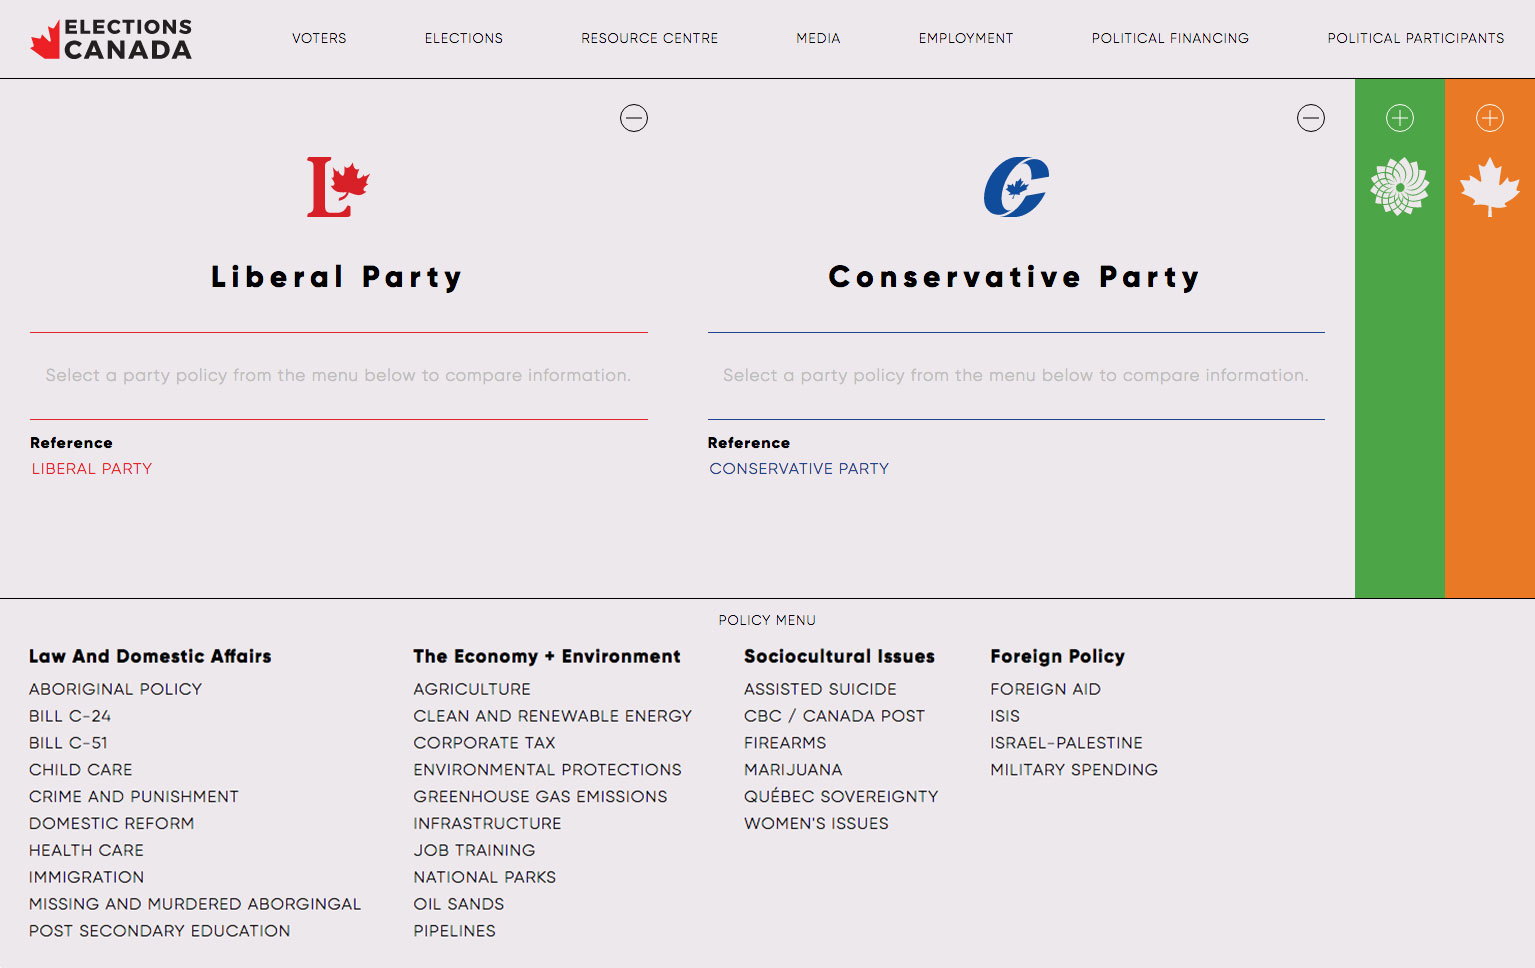 ELECTIONS
CANADA
VOTERS
ELECTIONS
RESOURCE CENTRE
MEDIA
EMPLOYMENT
POLITICAL FINANCING
POLITICAL PARTICIPANTS
L
Liberal Party
Select a party policy from the menu below to compare information.
Reference
LIBERAL PARTY
C
Conservative Party
Select a party policy from the menu below to compare information.
Reference
CONSERVATIVE PARTY
POLICY MENU
Law And Domestic Affairs
ABORIGINAL POLICY
BILL C-24
BILL C-51
CHILD CARE
CRIME AND PUNISHMENT
DOMESTIC REFORM
HEALTH CARE
IMMIGRATION
MISSING AND MURDERED ABORGINGAL
POST SECONDARY EDUCATION
The Economy + Environment
AGRICULTURE
CLEAN AND RENEWABLE ENERGY
CORPORATE TAX
ENVIRONMENTAL PROTECTIONS
GREENHOUSE GAS EMISSIONS
INFRASTRUCTURE
JOB TRAINING
NATIONAL PARKS
OIL SANDS
PIPELINES
Sociocultural Issues
ASSISTED SUICIDE
CBC / CANADA POST
FIREARMS
MARIJUANA
QUÉBEC SOVEREIGNTY
WOMEN'S ISSUES
Foreign Policy
FOREIGN AID
ISIS
ISRAEL-PALESTINE
MILITARY SPENDING